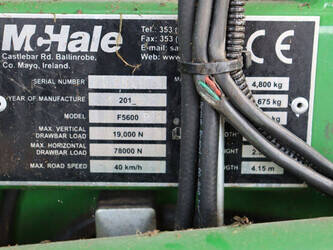 McHale
Castlebar Rd. Ballinrobe,
Co. Mayo, Ireland.
Tel.: 353
Fax.: 353
E-mail: sa
Web: www
CE
SERIAL NUMBER
4,800 kg
YEAR OF MANUFACTURE 201_
675 kg
MODEL F5600
MAX. VERTICAL
DRAWBAR LOAD 19,000 N
MAX. HORIZONTAL
DRAWBAR LOAD 78000 N
MAX. ROAD SPEED 40 km/h
4.15 m